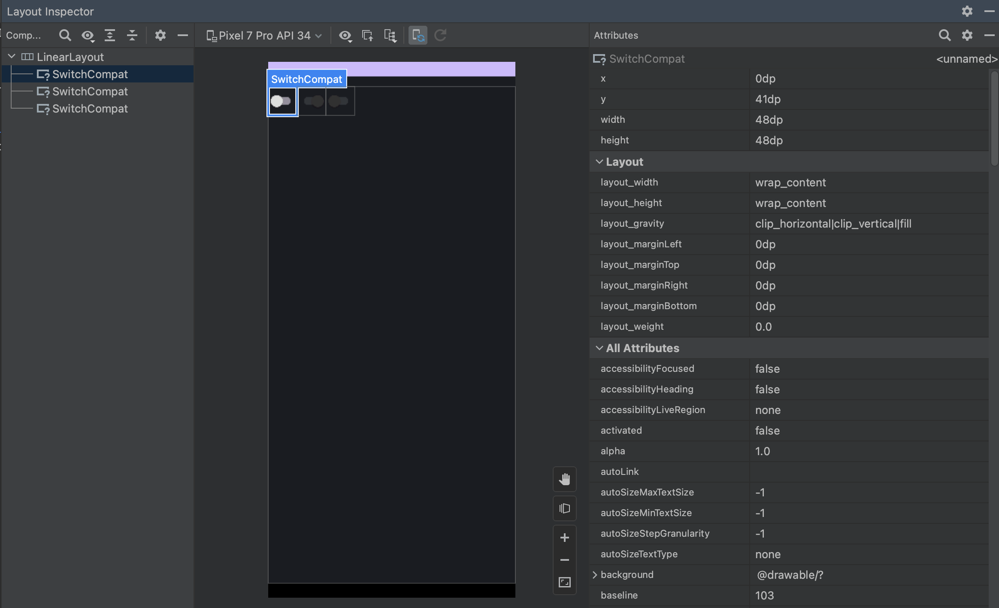 Layout Inspector
Comp...
Pixel 7 Pro API 34
Attributes
LinearLayout
SwitchCompat
SwitchCompat
SwitchCompat
SwitchCompat
SwitchCompat
<unnamed>
x 0dp
y 41dp
width 48dp
height 48dp
Layout
layout_width wrap_content
layout_height wrap_content
layout_gravity clip_horizontal|clip_vertical|fill
layout_marginLeft 0dp
layout_marginTop 0dp
layout_marginRight 0dp
layout_marginBottom 0dp
layout_weight 0.0
All Attributes
accessibilityFocused false
accessibilityHeading false
accessibilityLiveRegion none
activated false
alpha 1.0
autoLink
autoSizeMaxTextSize -1
autoSizeMinTextSize -1
autoSizeStepGranularity -1
autoSizeTextType none
background @drawable/?
baseline 103